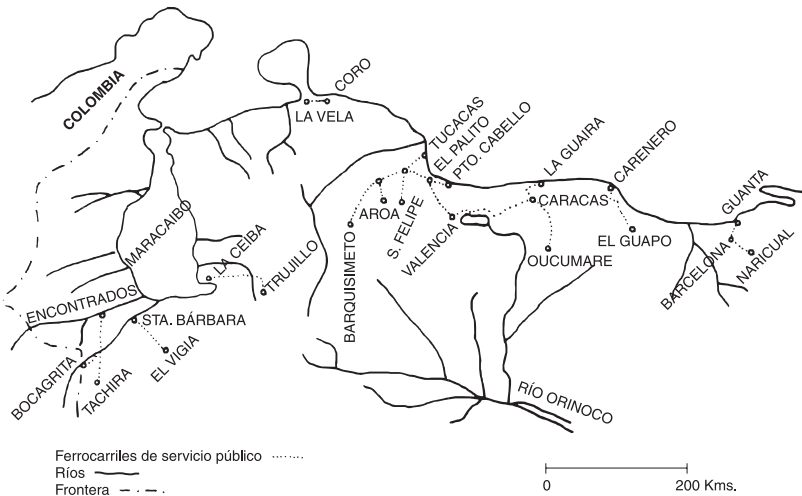 COLOMBIA
CORO
LA VELA
TUCACAS
EL PALITO
PTO. CABELLO
LA GUAIRA
CARENERO
GUANTA
MARACAIBO
LA CEIBA
TRUJILLO
BARQUISIMETO
AROA
S. FELIPE
VALENCIA
CARACAS
OUCUMARE
EL GUAPO
BARCELONA
NARICUAL
ENCONTRADOS
STA. BÁRBARA
BOCAGRITA
TACHIRA
EL VIGIA
RÍO ORINOCO
Ferrocarriles de servicio público
Ríos
Frontera
0 200 Kms.